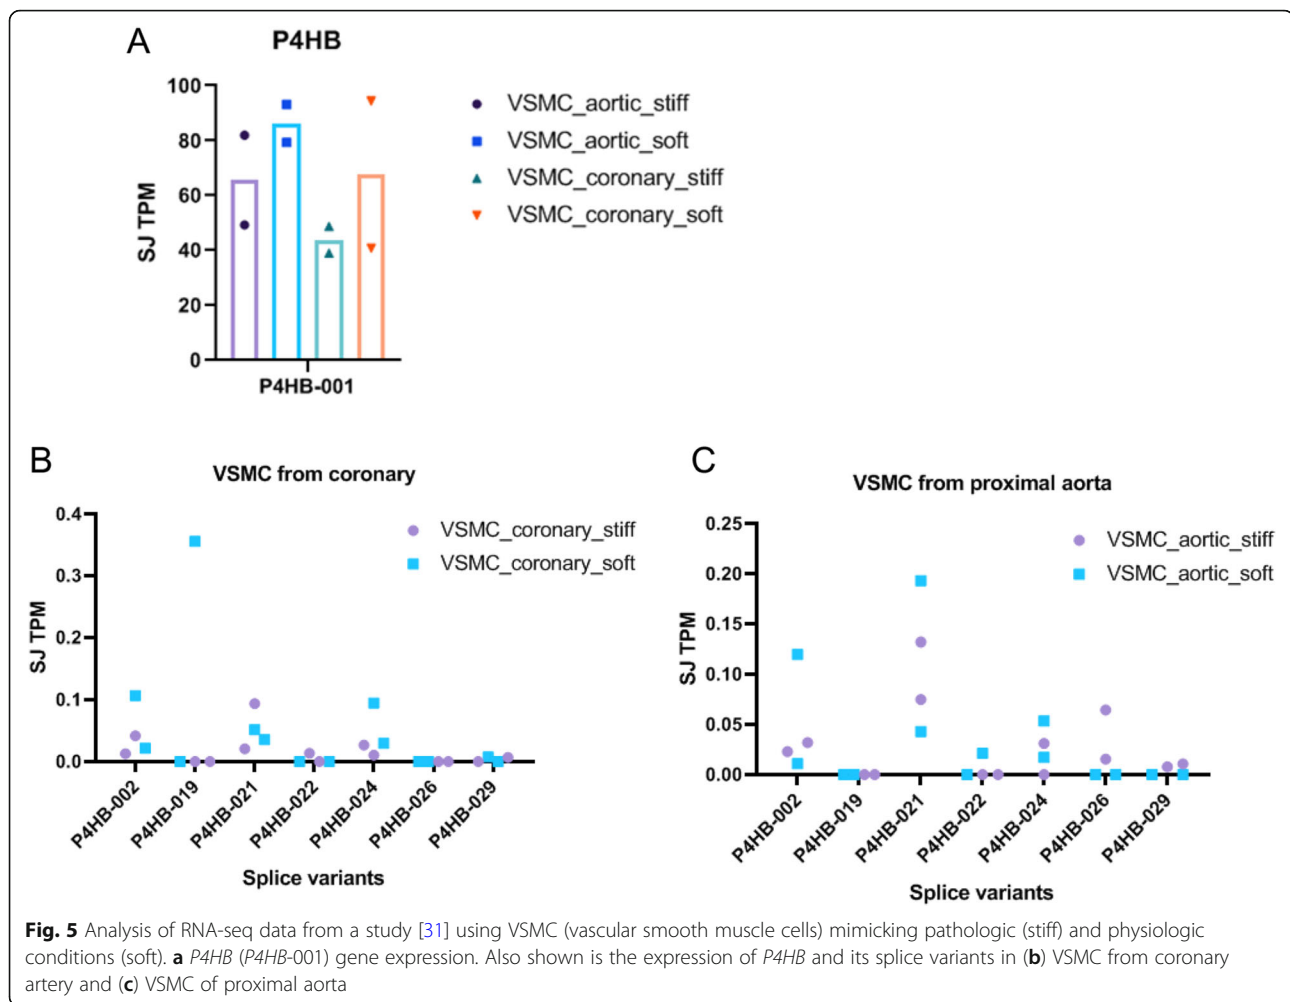 A
P4HB
100
80
60
40
20
0
SJ TPM
P4HB-001
VSMC_aortic_stiff
VSMC_aortic_soft
VSMC_coronary_stiff
VSMC_coronary_soft
B
VSMC from coronary
0.4
0.3
0.2
0.1
0.0
SJ TPM
VSMC_coronary_stiff
VSMC_coronary_soft
P4HB-002
P4HB-019
P4HB-021
P4HB-022
P4HB-024
P4HB-026
P4HB-029
Splice variants
C
VSMC from proximal aorta
0.25
0.20
0.15
0.10
0.05
0.00
SJ TPM
VSMC_aortic_stiff
VSMC_aortic_soft
P4HB-002
P4HB-019
P4HB-021
P4HB-022
P4HB-024
P4HB-026
P4HB-029
Splice variants
Fig. 5 Analysis of RNA-seq data from a study [31] using VSMC (vascular smooth muscle cells) mimicking pathologic (stiff) and physiologic
conditions (soft). a P4HB (P4HB-001) gene expression. Also shown is the expression of P4HB and its splice variants in (b) VSMC from coronary
artery and (c) VSMC of proximal aorta